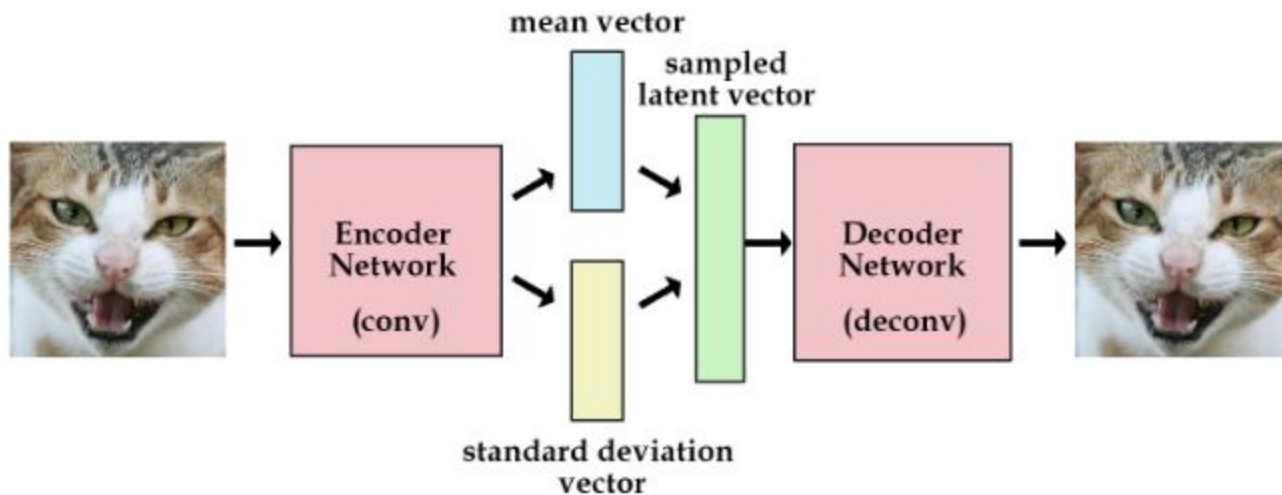 mean vector
sampled
latent vector
Encoder
Network
(conv)
Decoder
Network
(deconv)
standard deviation
vector